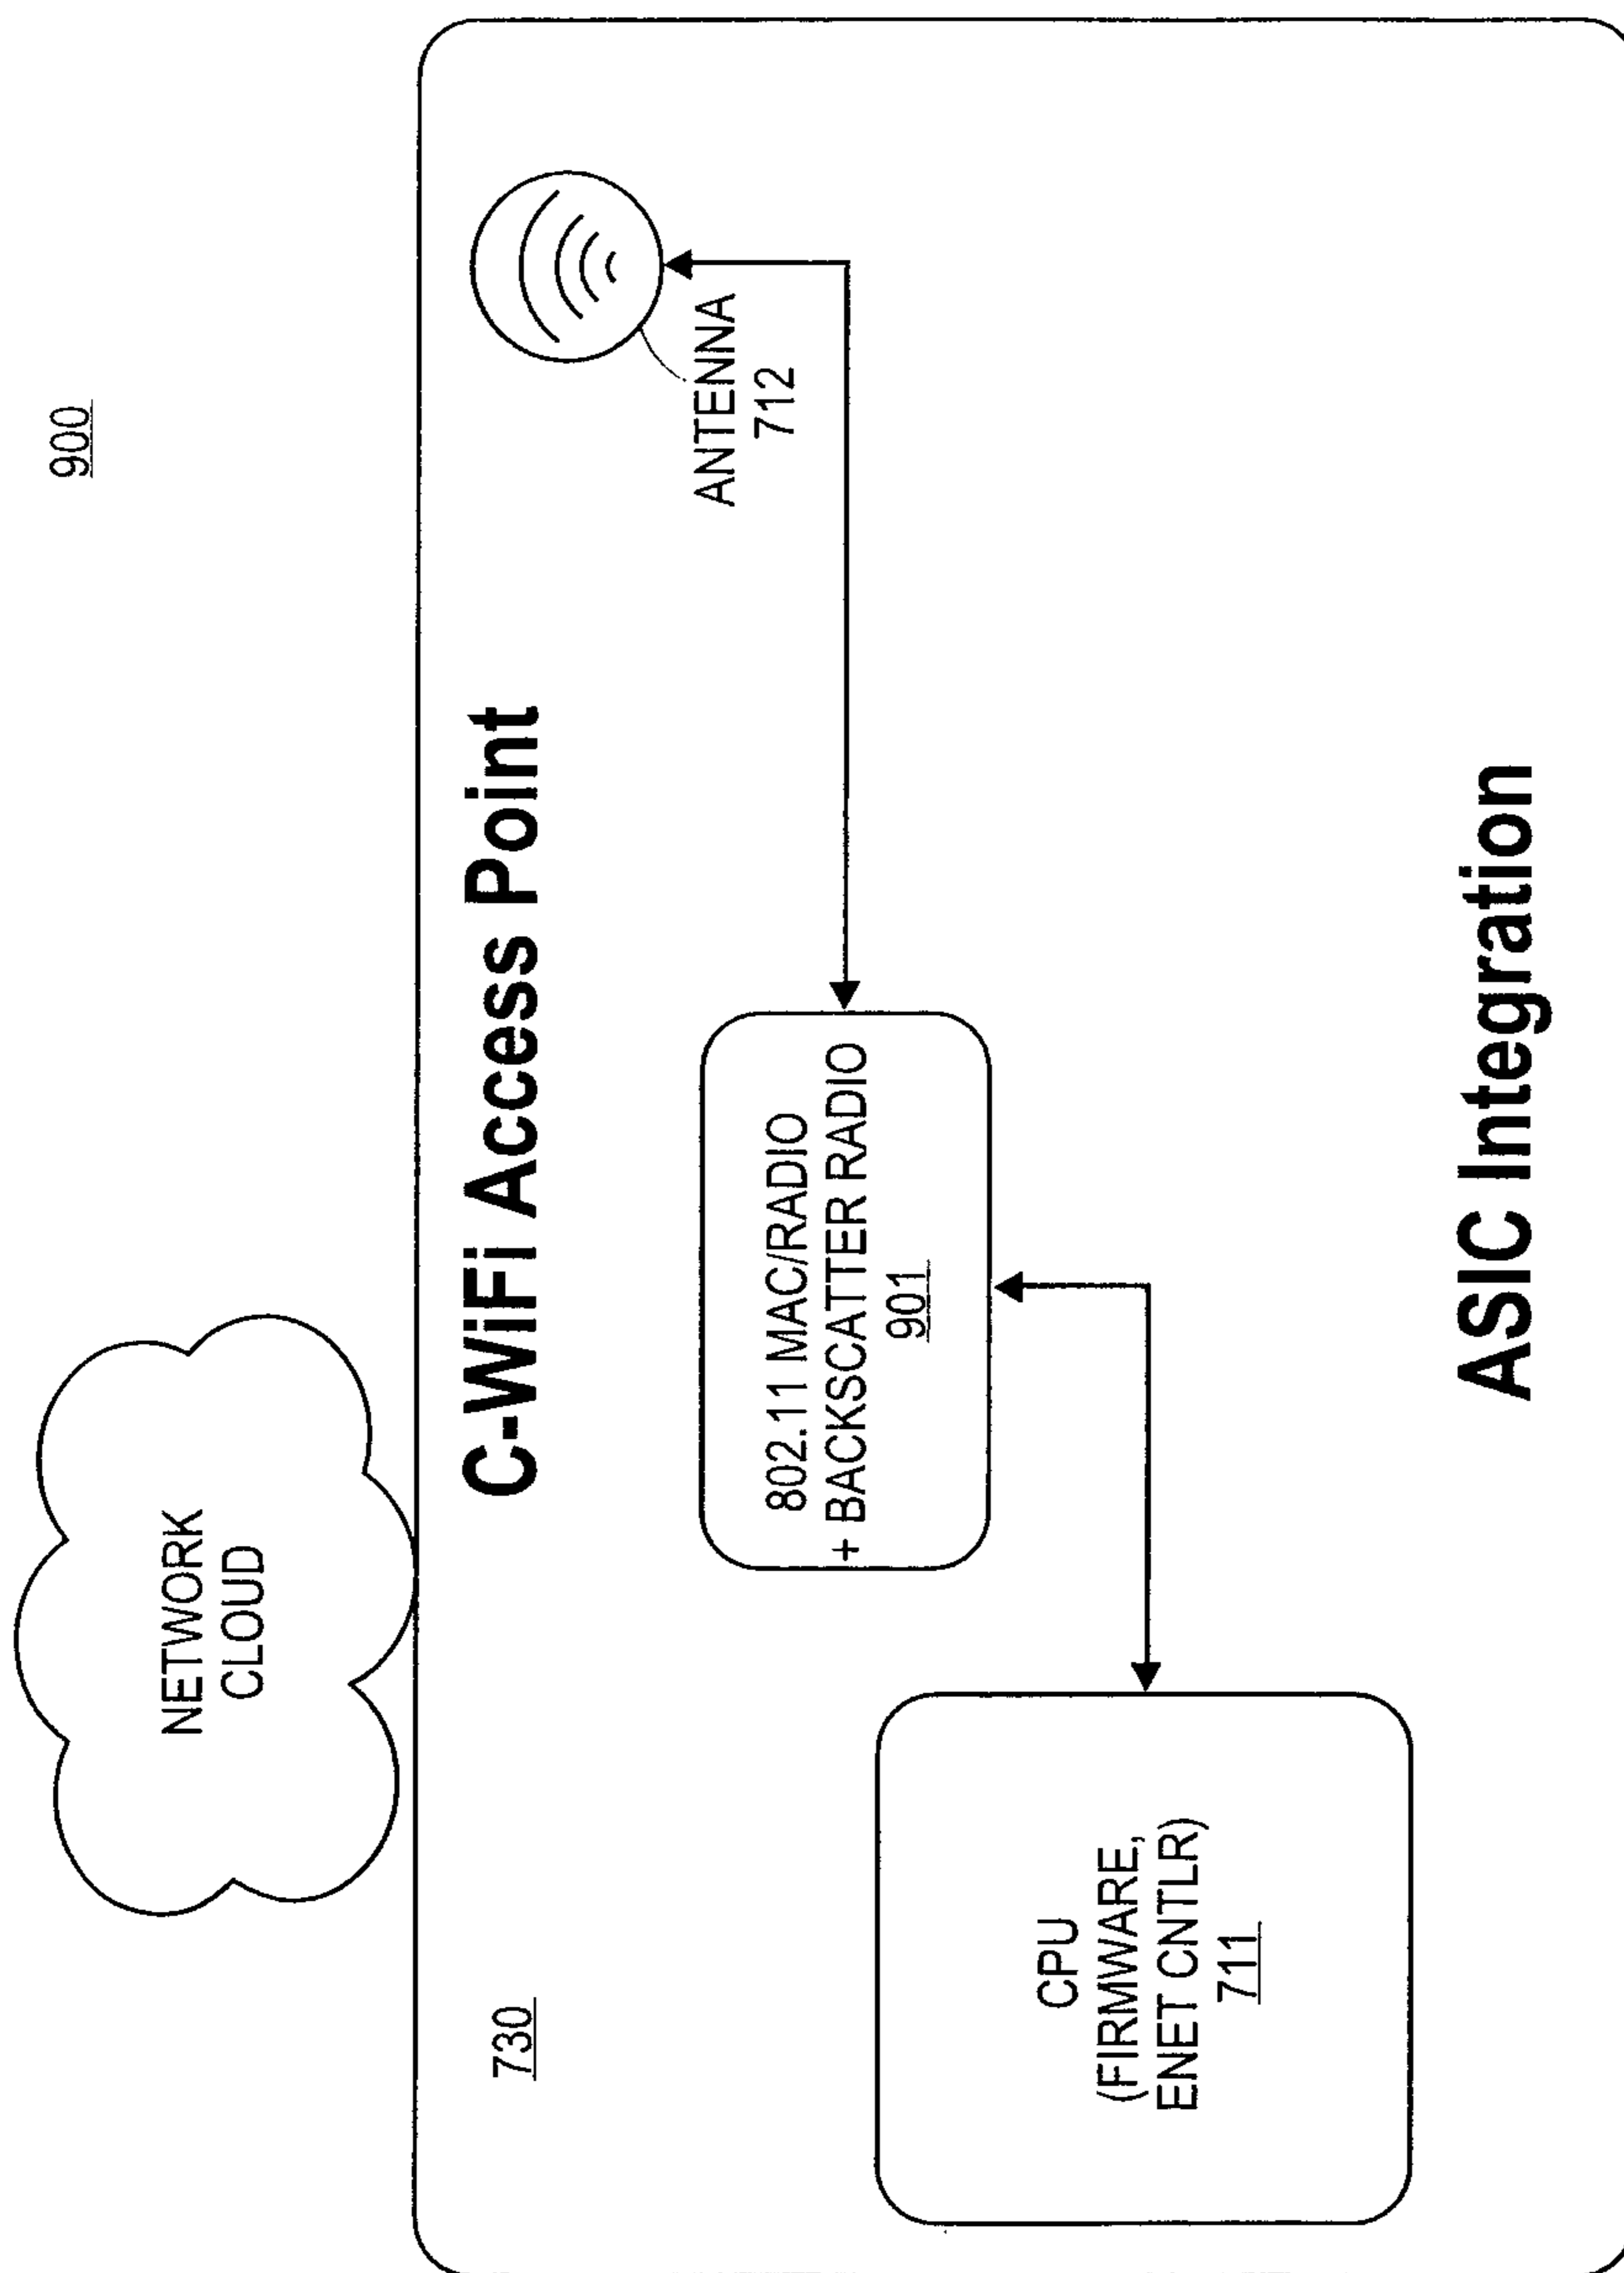 900
NETWORK
CLOUD
730
C-WiFi Access Point
ANTENNA
712
802.11 MAC/RADIO
+ BACKSCATTER RADIO
901
CPU
(FIRMWARE,
ENET CNTLR)
711
ASIC Integration